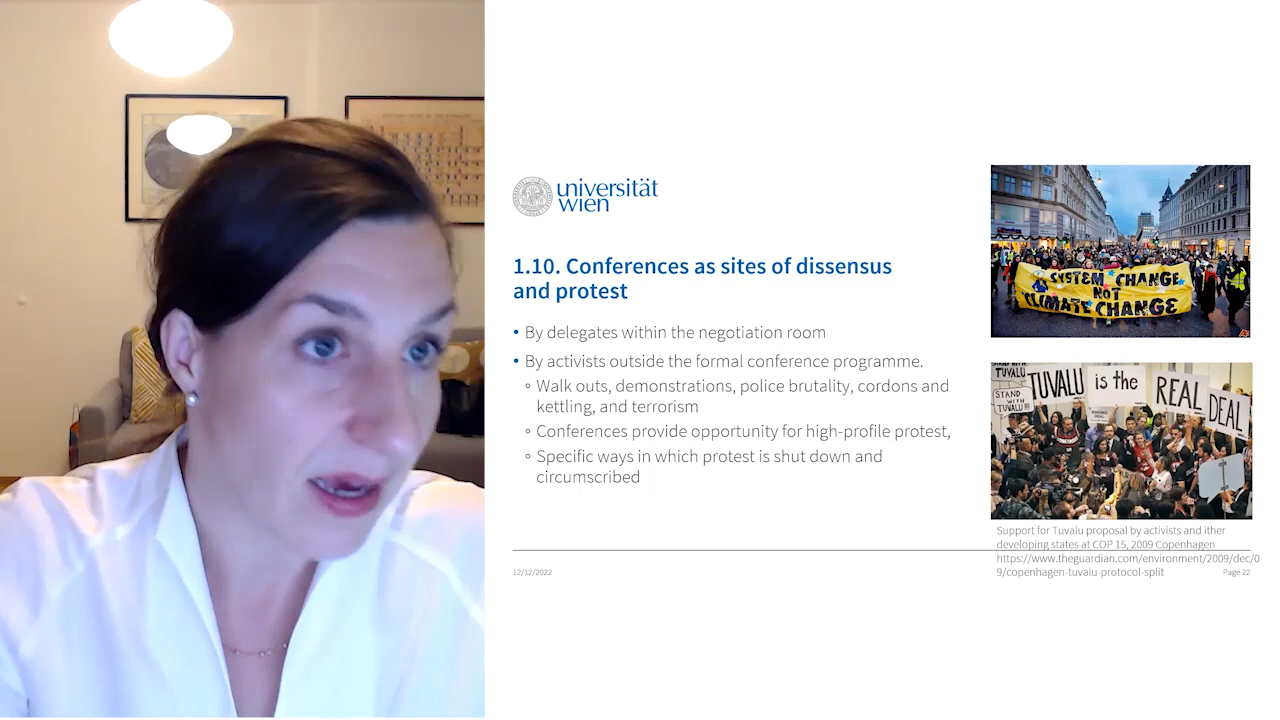 universität
wien
1.10. Conferences as sites of dissensus
and protest
• By delegates within the negotiation room
• By activists outside the formal conference programme.
◦ Walk outs, demonstrations, police brutality, cordons and
kettling, and terrorism
◦ Conferences provide opportunity for high-profile protest,
◦ Specific ways in which protest is shut down and
circumscribed
SYSTEM CHANGE
NOT
CLIMATE CHANGE
STAND WITH
TUVALU
STAND
WITH
TUVALU!!!
TUVALU is the REAL DEAL
Support for Tuvalu proposal by activists and ither
developing states at COP 15, 2009 Copenhagen
https://www.theguardian.com/environment/2009/dec/0
9/copenhagen-tuvalu-protocol-split
12/12/2022
Page 22